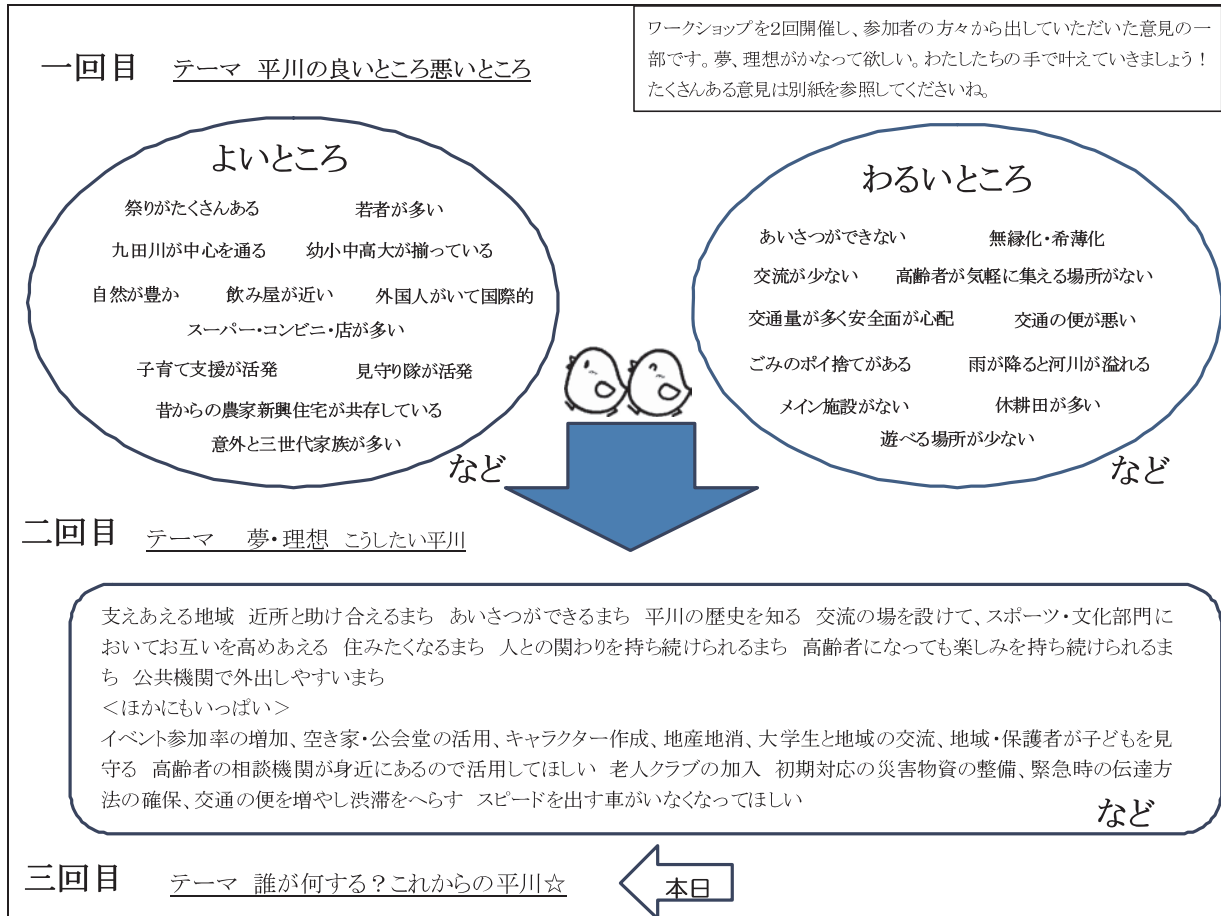 ワークショップを2回開催し、参加者の方々から出していただいた意見の一
部です。夢、理想がかなって欲しい。わたしたちの手で叶えていきましょう！
たくさんある意見は別紙を参照してくださいね。
一回目 テーマ 平川の良いところ悪いところ
よいところ
祭りがたくさんある 若者が多い
九田川が中心を通る 幼小中高大が揃っている
自然が豊か 飲み屋が近い 外国人がいて国際的
スーパー・コンビニ・店が多い
子育て支援が活発 見守り隊が活発
昔からの農家新興住宅が共存している
意外と三世代家族が多い
など
わるいところ
あいさつができない 無縁化・希薄化
交流が少ない 高齢者が気軽に集える場所がない
交通量が多く安全面が心配 交通の便が悪い
ごみのポイ捨てがある 雨が降ると河川が溢れる
メイン施設がない 休耕田が多い
遊べる場所が少ない
など
二回目 テーマ 夢・理想 こうしたい平川
支えあえる地域 近所と助け合えるまち あいさつができるまち 平川の歴史を知る 交流の場を設けて、スポーツ・文化部門に
おいてお互いを高めあえる 住みたくなるまち 人との関わりを持ち続けられるまち 高齢者になっても楽しみを持ち続けられるま
ち 公共機関で外出しやすいまち
＜ほかにもいっぱい＞
イベント参加率の増加、空き家・公会堂の活用、キャラクター作成、地産地消、大学生と地域の交流、地域・保護者が子どもを見
守る 高齢者の相談機関が身近にあるので活用してほしい 老人クラブの加入 初期対応の災害物資の整備、緊急時の伝達方
法の確保、交通の便を増やし渋滞をへらす スピードを出す車がいなくなってほしい
など
三回目 テーマ 誰が何する？これからの平川☆ 本日